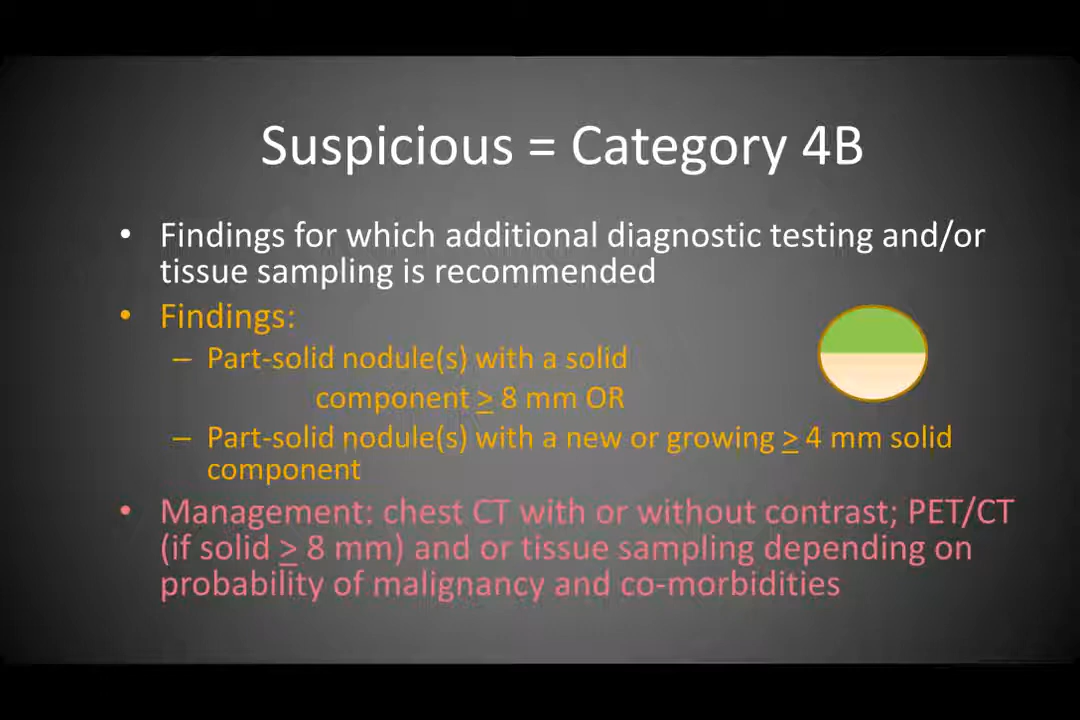 Suspicious = Category 4B
• Findings for which additional diagnostic testing and/or
tissue sampling is recommended
• Findings:
– Part-solid nodule(s) with a solid
component ≥ 8 mm OR
– Part-solid nodule(s) with a new or growing ≥ 4 mm solid
component
• Management: chest CT with or without contrast; PET/CT
(if solid ≥ 8 mm) and or tissue sampling depending on
probability of malignancy and co-morbidities